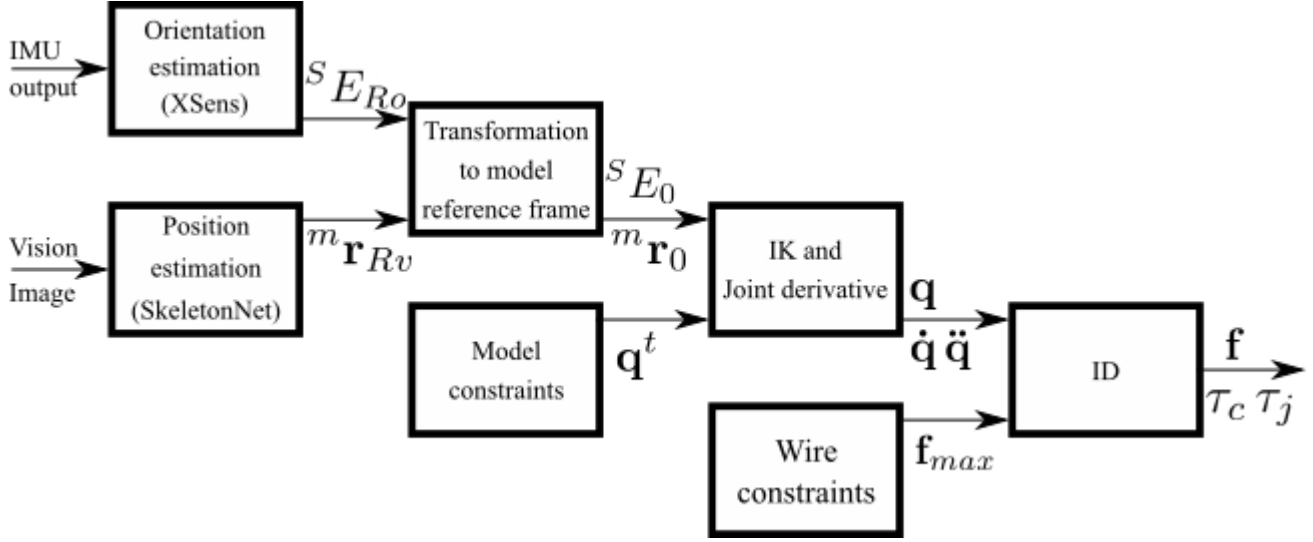 IMU
output
Orientation
estimation
(XSens)
^S E_{Ro}
Vision
Image
Position
estimation
(SkeletonNet)
^m r_{Rv}
Transformation
to model
reference frame
^S E_0
^m r_0
Model
constraints
q^t
IK and
Joint derivative
q
q̇ q̈
Wire
constraints
f_{max}
ID
f
τ_c τ_j